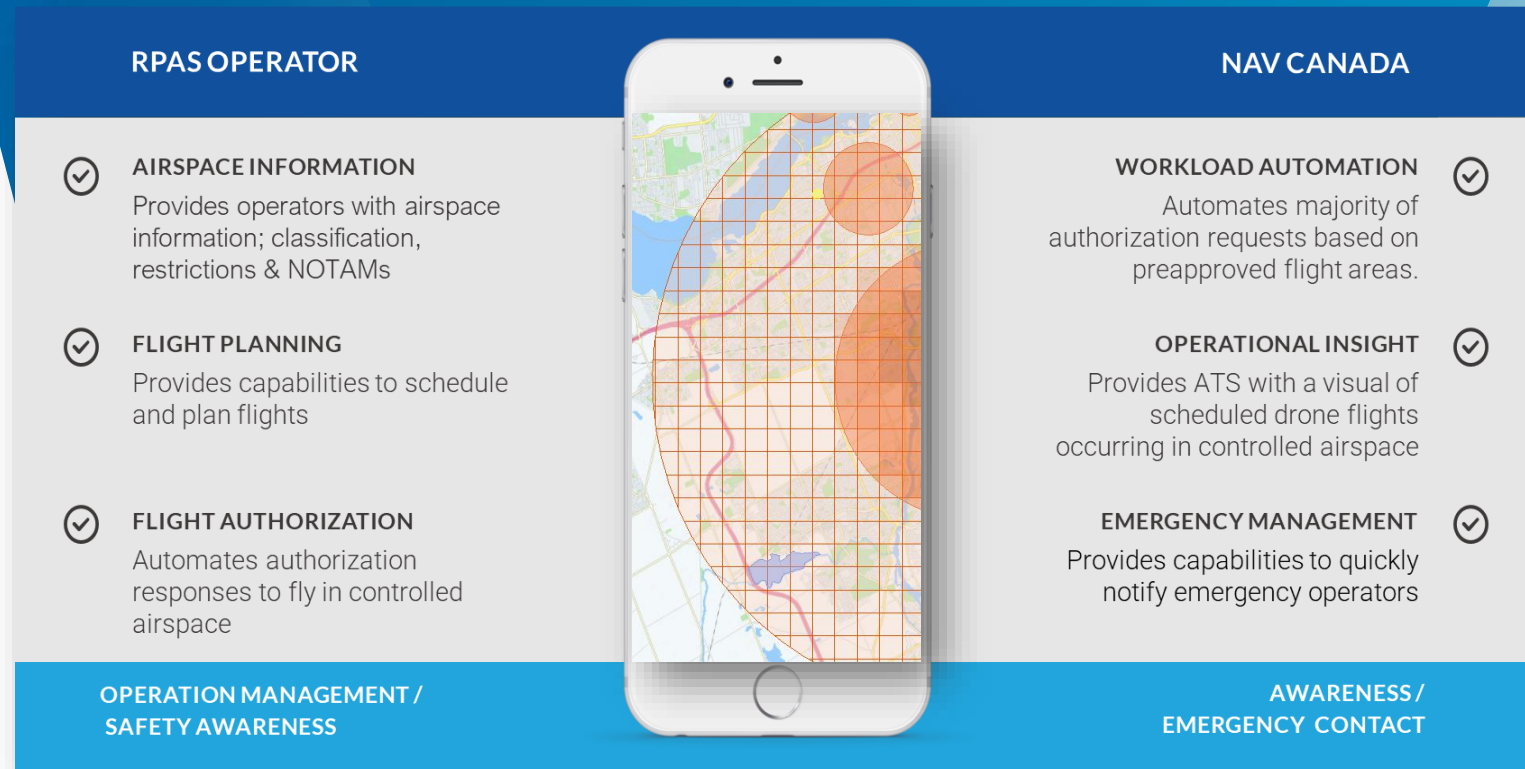 RPAS OPERATOR
AIRSPACE INFORMATION
Provides operators with airspace
information; classification,
restrictions & NOTAMs
FLIGHT PLANNING
Provides capabilities to schedule
and plan flights
FLIGHT AUTHORIZATION
Automates authorization
responses to fly in controlled
airspace
OPERATION MANAGEMENT /
SAFETY AWARENESS
NAV CANADA
WORKLOAD AUTOMATION
Automates majority of
authorization requests based on
preapproved flight areas.
OPERATIONAL INSIGHT
Provides ATS with a visual of
scheduled drone flights
occurring in controlled airspace
EMERGENCY MANAGEMENT
Provides capabilities to quickly
notify emergency operators
AWARENESS /
EMERGENCY CONTACT